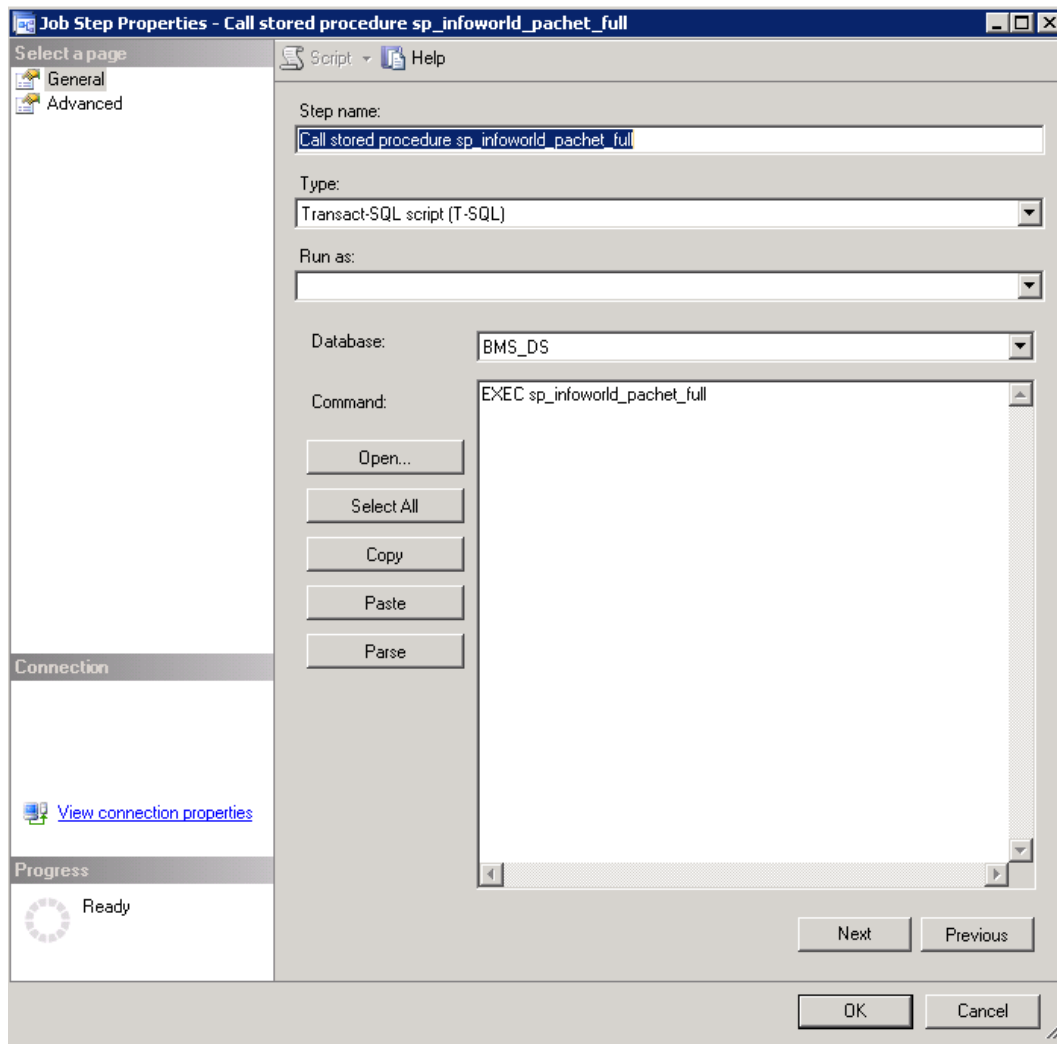 Job Step Properties - Call stored procedure sp_infoworld_pachet_full
Select a page
General
Advanced
Script
Help
Step name:
Call stored procedure sp_infoworld_pachet_full
Type:
Transact-SQL script (T-SQL)
Run as:
Database:
BMS_DS
Command:
EXEC sp_infoworld_pachet_full
Open...
Select All
Copy
Paste
Parse
Connection
View connection properties
Progress
Ready
Next
Previous
OK
Cancel